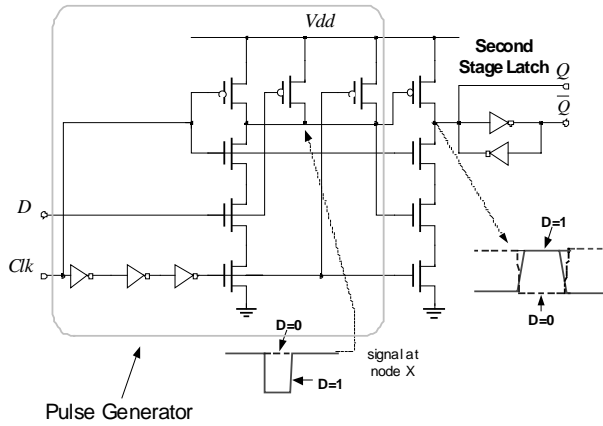 Vdd
Second
Stage Latch
Q
Q
D
Clk
D=1
D=0
D=0
signal at
node X
D=1
Pulse Generator